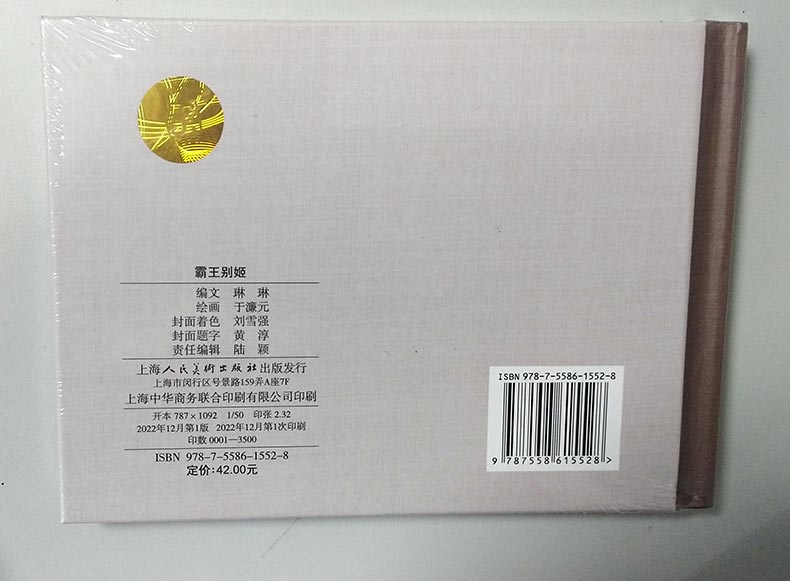 霸王别姬
编文 琳 琳
绘画 于濂元
封面着色 刘雪强
封面题字 黄 淳
责任编辑 陆 颖
上海人民美術出版社出版发行
上海市闵行区号景路159弄A座7F
上海中华商务联合印刷有限公司印刷
开本 787×1092 1/50 印张 2.32
2022年12月第1版 2022年12月第1次印刷
印数 0001—3500
ISBN 978-7-5586-1552-8
定价:42.00元
ISBN 978-7-5586-1552-8
9 787558 615528 >